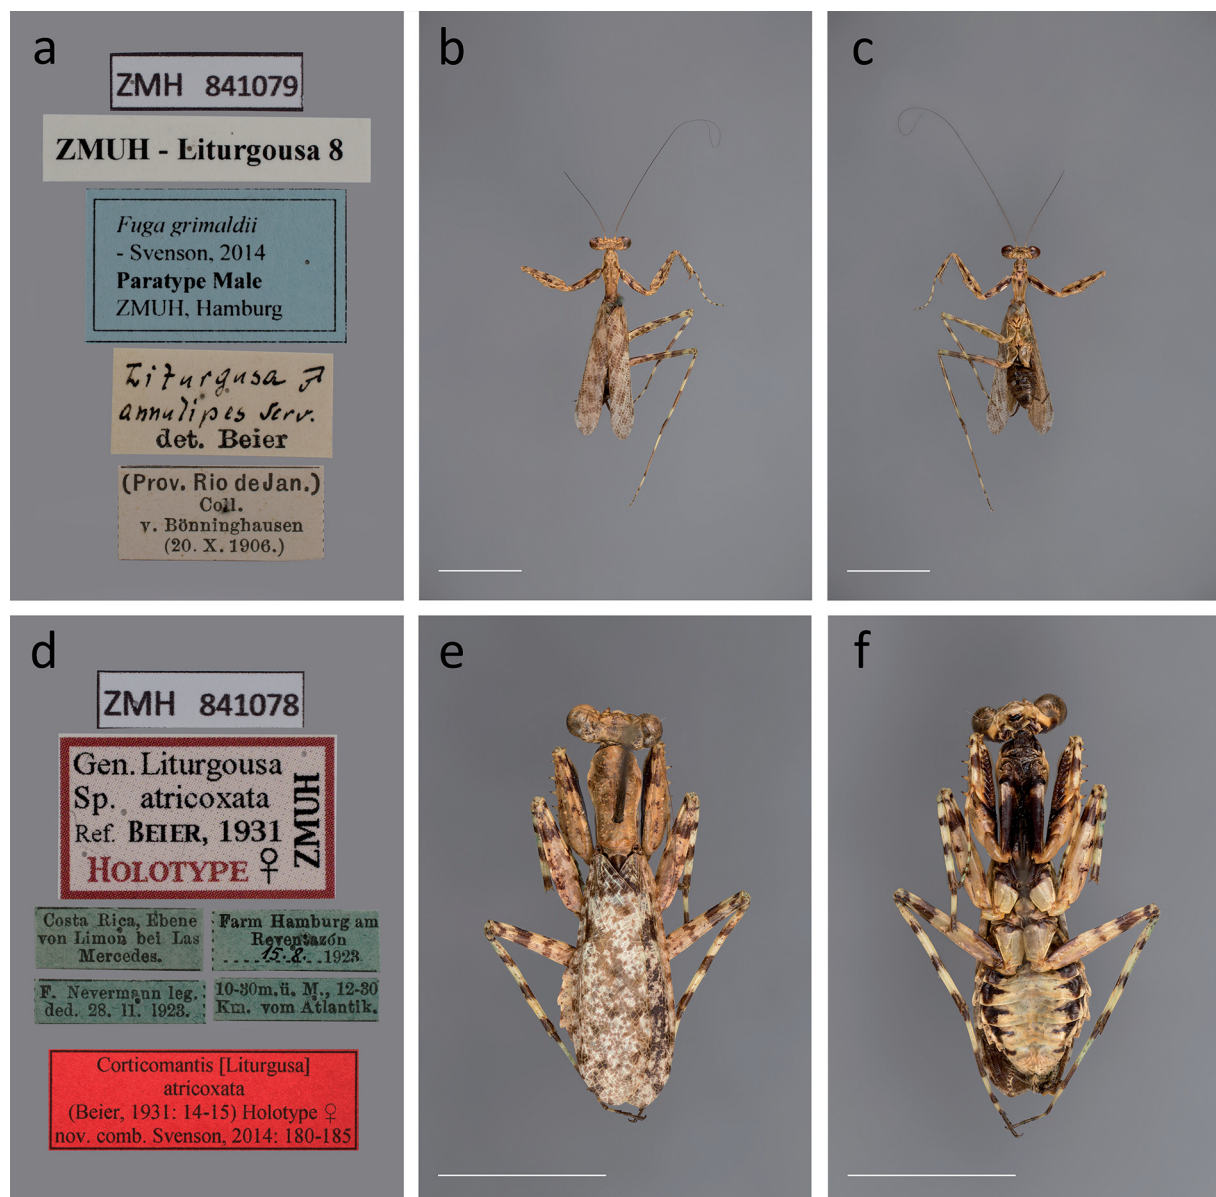 a
ZMH 841079
ZMUH - Liturgousa 8
Fuga grimaldii
- Svenson, 2014
Paratype Male
ZMUH, Hamburg
Liturgusa ♂
annulipes Serv.
det. Beier
(Prov. Rio de Jan.)
Coll.
v. Bönninghausen
(20. X. 1906.)
b
c
d
ZMH 841078
Gen. Liturgousa
Sp. atricoxata
Ref. BEIER, 1931
HOLOTYPE ♀
ZMUH
Costa Rica, Ebene
von Limon bei Las
Mercedes.
Farm Hamburg am
Reventazón
15. 8. 1923
F. Nevermann leg.
ded. 28. 11. 1923.
10-30m. ü. M., 12-30
Km. vom Atlantik.
Corticomantis [Liturgusa]
atricoxata
(Beier, 1931: 14-15) Holotype ♀
nov. comb. Svenson, 2014: 180-185
e
f